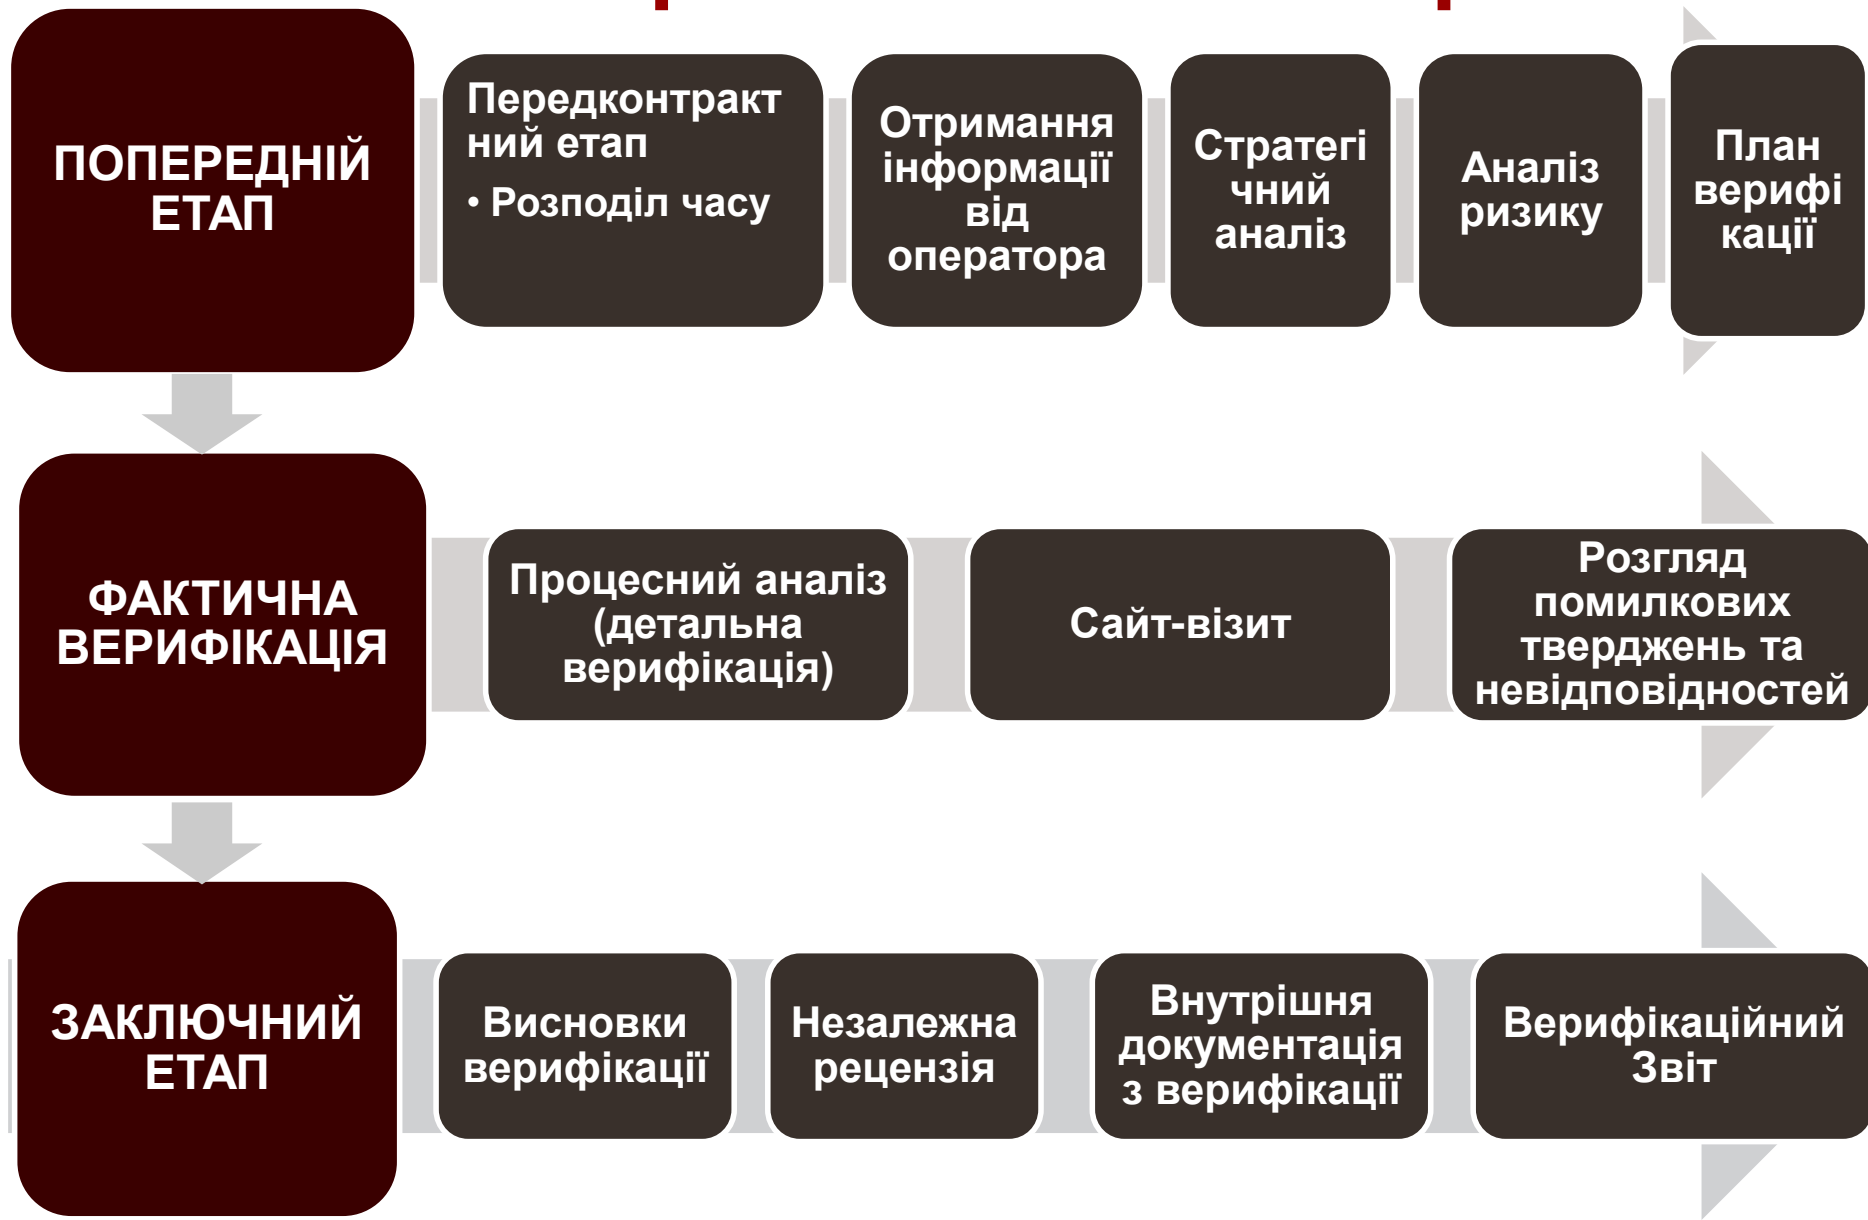 ПОПЕРЕДНІЙ
ЕТАП
Передконтракт
ний етап
• Розподіл часу
Отримання
інформації
від
оператора
Стратегі
чний
аналіз
Аналіз
ризику
План
верифі
кації
ФАКТИЧНА
ВЕРИФІКАЦІЯ
Процесний аналіз
(детальна
верифікація)
Сайт-візит
Розгляд
помилкових
тверджень та
невідповідностей
ЗАКЛЮЧНИЙ
ЕТАП
Висновки
верифікації
Незалежна
рецензія
Внутрішня
документація
з верифікації
Верифікаційний
Звіт